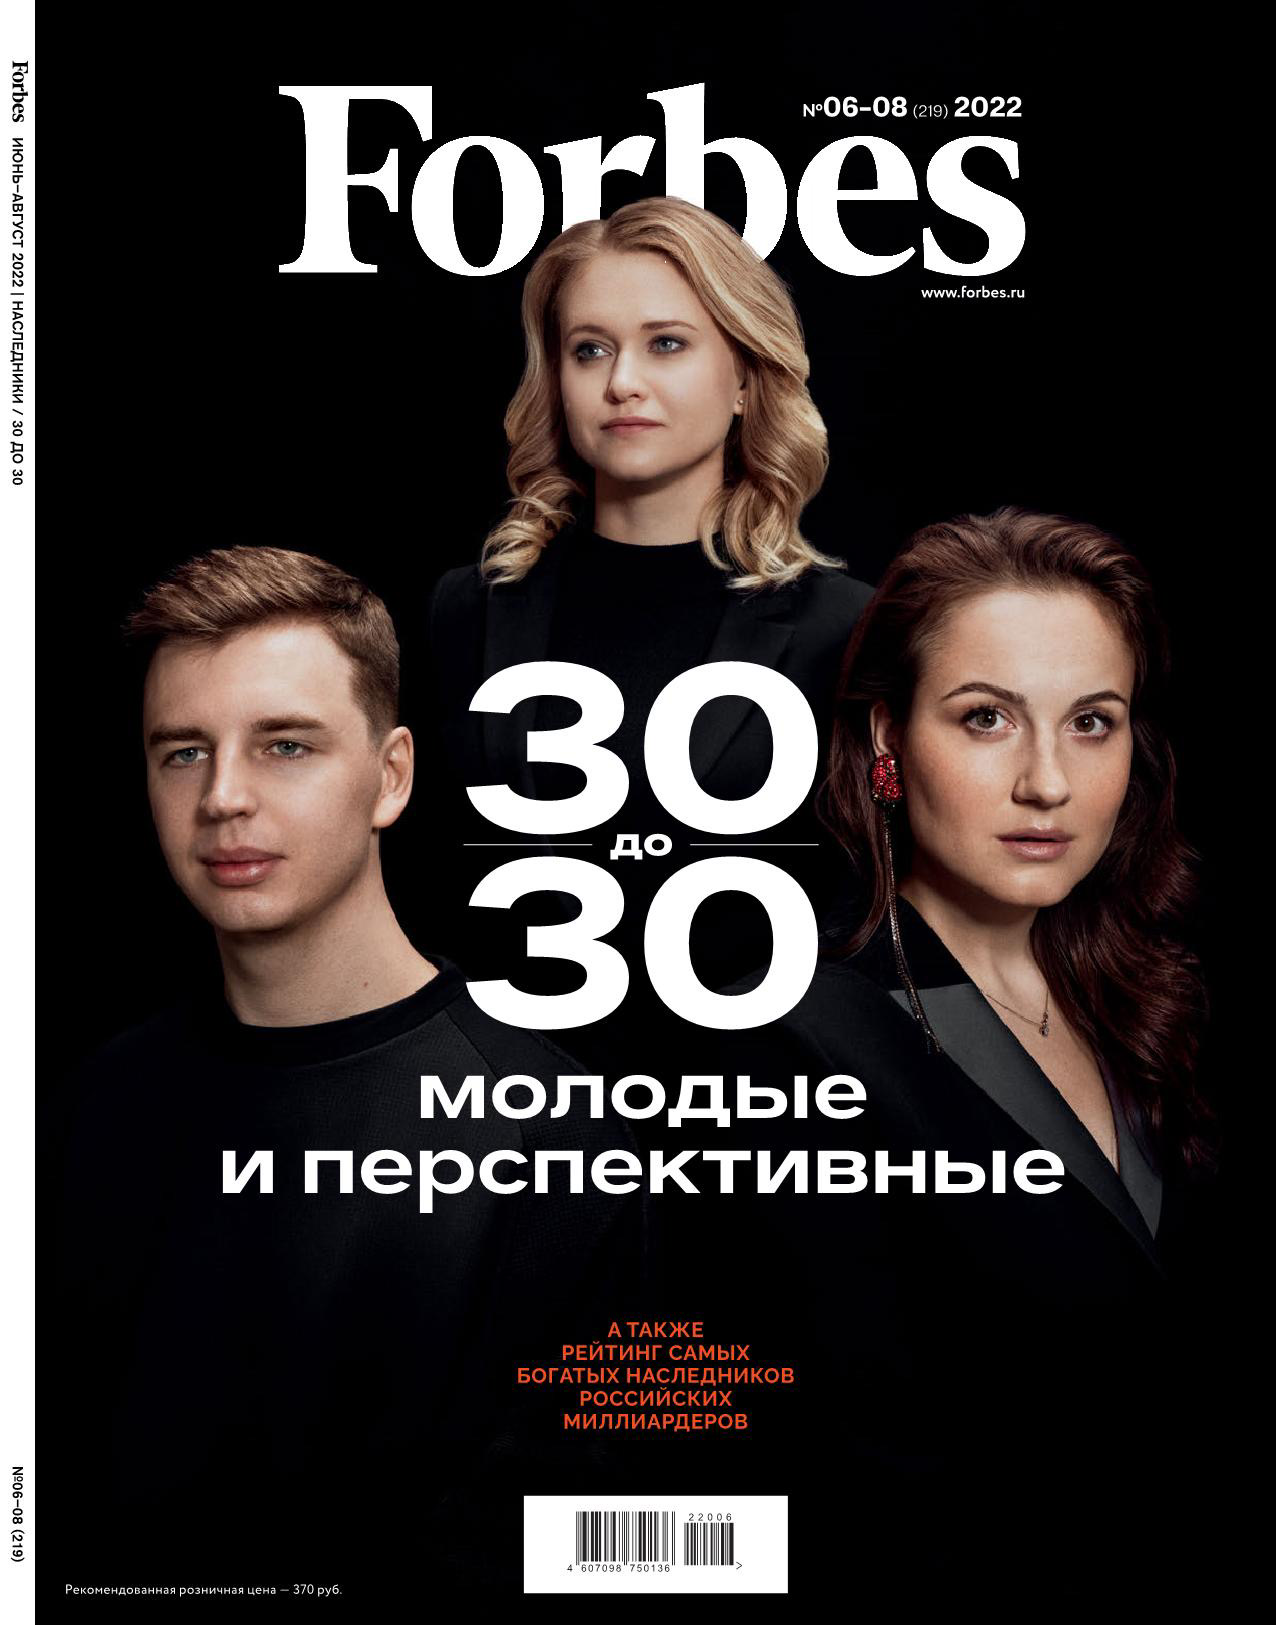 Forbes ИЮНЬ–АВГУСТ 2022 | НАСЛЕДНИКИ / 30 ДО 30
№06–08 (219)
№06–08 (219) 2022
Forbes
www.forbes.ru
30
до
30
молодые
и перспективные
А ТАКЖЕ
РЕЙТИНГ САМЫХ
БОГАТЫХ НАСЛЕДНИКОВ
РОССИЙСКИХ
МИЛЛИАРДЕРОВ
22006
4 607098 750136 >
Рекомендованная розничная цена — 370 руб.